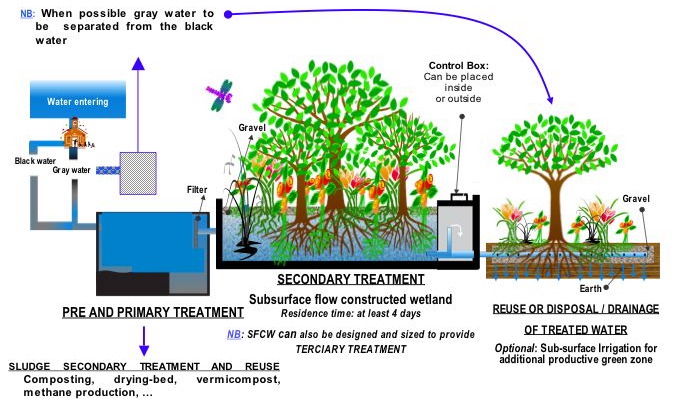 NB: When possible gray water to
be separated from the black
water
Water entering
Black water
Gray water
Filter
Gravel
Control Box:
Can be placed
inside
or outside
Gravel
Earth
PRE AND PRIMARY TREATMENT
SECONDARY TREATMENT
Subsurface flow constructed wetland
Residence time: at least 4 days
NB: SFCW can also be designed and sized to provide
TERCIARY TREATMENT
REUSE OR DISPOSAL / DRAINAGE
OF TREATED WATER
Optional: Sub-surface Irrigation for
additional productive green zone
SLUDGE SECONDARY TREATMENT AND REUSE
Composting, drying-bed, vermicompost,
methane production, ...